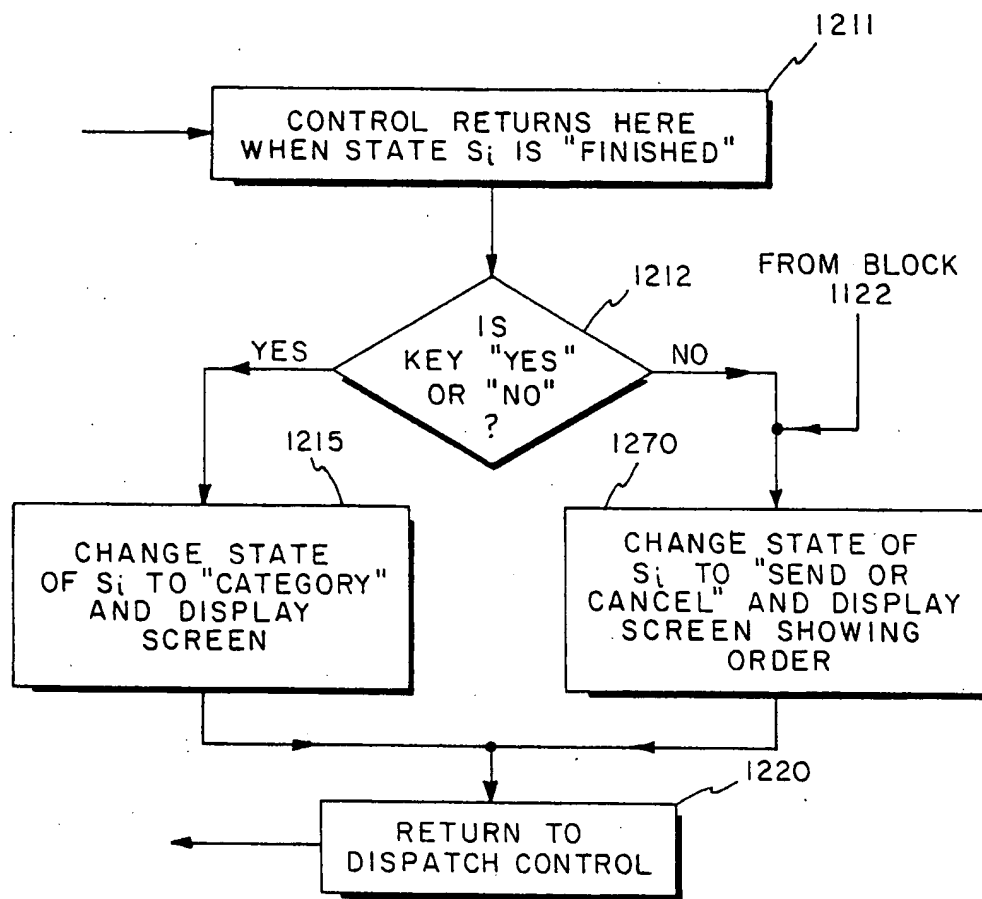 1211
CONTROL RETURNS HERE
WHEN STATE Si IS "FINISHED"
FROM BLOCK
1122
1212
IS
KEY "YES"
OR "NO"
?
YES
NO
1215
1270
CHANGE STATE
OF Si TO "CATEGORY"
AND DISPLAY
SCREEN
CHANGE STATE OF
Si TO "SEND OR
CANCEL" AND DISPLAY
SCREEN SHOWING
ORDER
1220
RETURN TO
DISPATCH CONTROL